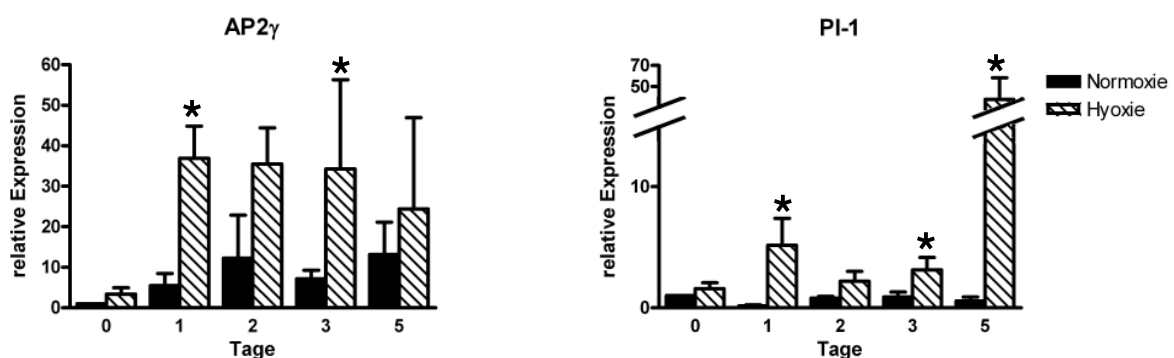 AP2γ
relative Expression
60
50
40
30
20
10
0
*
*
0 1 2 3 5
Tage
PI-1
relative Expression
70
50
10
0
*
*
*
0 1 2 3 5
Tage
Normoxie
Hyoxie